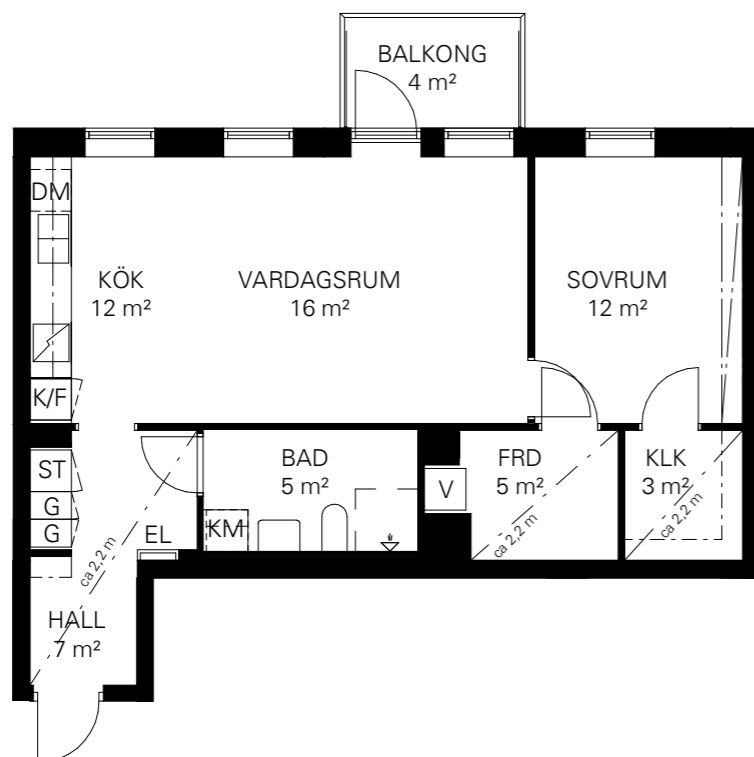 BALKONG
4 m²
DM
KÖK
12 m²
VARDAGSRUM
16 m²
SOVRUM
12 m²
K/F
ST
G
G
EL
BAD
5 m²
KM
V
FRD
5 m²
KLK
3 m²
ca 2,2 m
ca 2,2 m
ca 2,2 m
HALL
7 m²